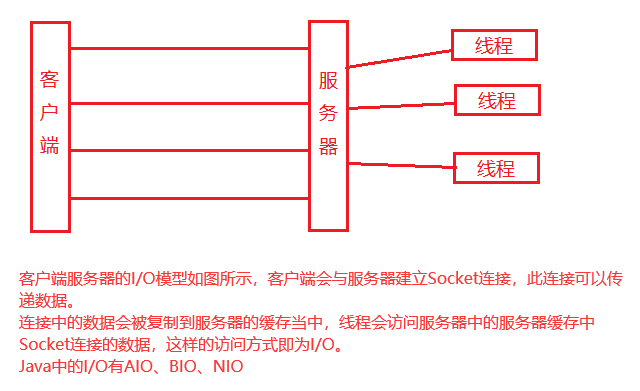 客户端
服务器
线程
线程
线程
客户端服务器的I/O模型如图所示，客户端会与服务器建立Socket连接，此连接可以传
递数据。
连接中的数据会被复制到服务器的缓存当中，线程会访问服务器中的服务器缓存中
Socket连接的数据，这样的访问方式即为I/O。
Java中的I/O有AIO、BIO、NIO